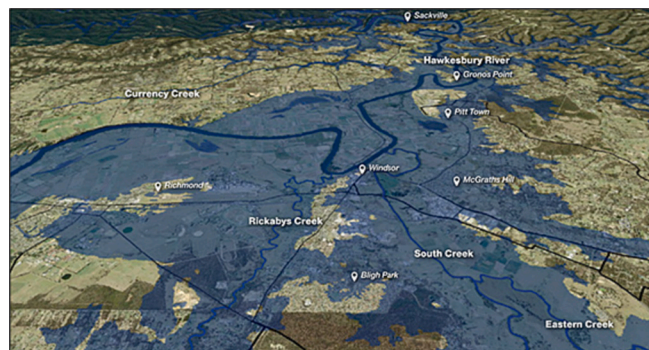 Sackville
Hawkesbury River
Gronos Point
Currency Creek
Pitt Town
Windsor
Richmond
McGraths Hill
Rickabys Creek
South Creek
Bligh Park
Eastern Creek